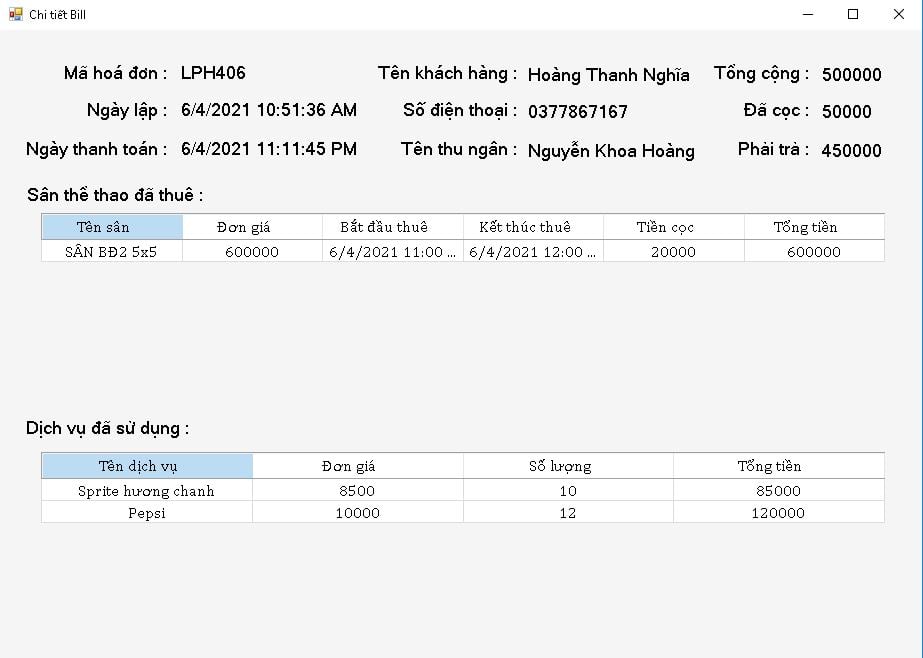 Chi tiết Bill
Mã hoá đơn : LPH406 Tên khách hàng : Hoàng Thanh Nghĩa Tổng cộng : 500000
Ngày lập : 6/4/2021 10:51:36 AM Số điện thoại : 0377867167 Đã cọc : 50000
Ngày thanh toán : 6/4/2021 11:11:45 PM Tên thu ngân : Nguyễn Khoa Hoàng Phải trả : 450000
Sân thể thao đã thuê :
Tên sân Đơn giá Bắt đầu thuê Kết thúc thuê Tiền cọc Tổng tiền
SÂN BĐ2 5x5 600000 6/4/2021 11:00 ... 6/4/2021 12:00 ... 20000 600000
Dịch vụ đã sử dụng :
Tên dịch vụ Đơn giá Số lượng Tổng tiền
Sprite hương chanh 8500 10 85000
Pepsi 10000 12 120000